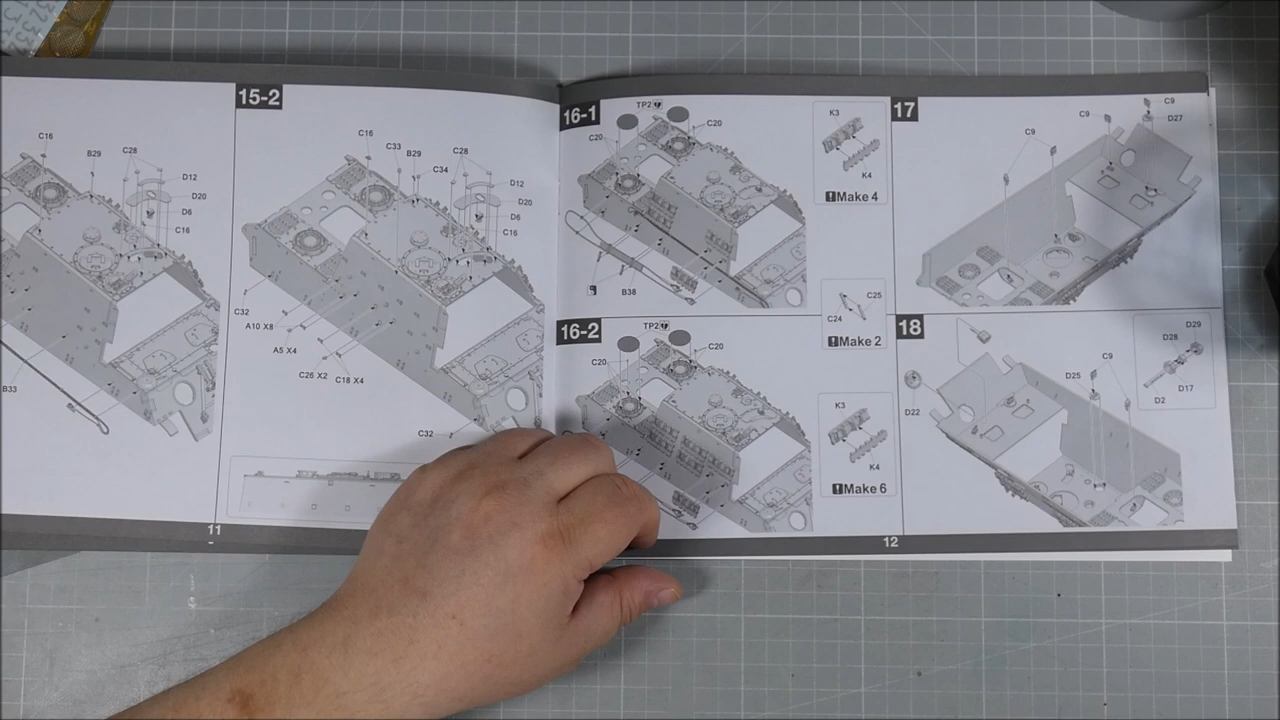 C16
B29
C28
D12
D20
D6
C16
B33
11
15-2
C16
C33
B29
C34
C28
D12
D20
D6
C16
C32
A10 X8
A5 X4
C26 X2
C18 X4
C32
16-1
TP2
C20
C20
B38
K3
K4
Make 4
C25
C24
Make 2
16-2
TP2
C20
C20
K3
K4
Make 6
17
C9
C9
C9
D27
18
D22
D25
C9
D29
D28
D17
D2
12